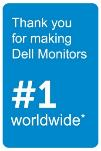 Thank you
for making
Dell Monitors
#1
worldwide*